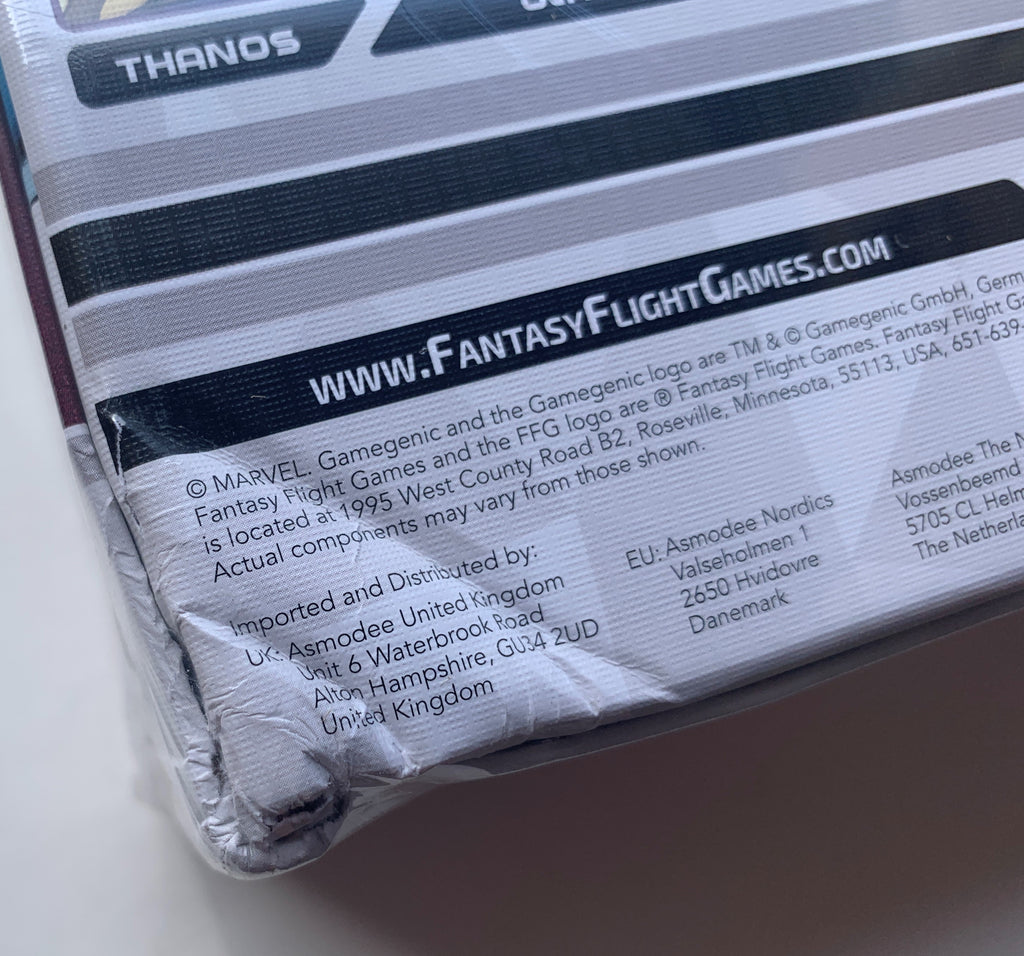 THANOS
WWW.FANTASYFLIGHTGAMES.COM
© MARVEL. Gamegenic and the Gamegenic logo are TM & © Gamegenic GmbH,
Fantasy Flight Games and the FFG logo are ® Fantasy Flight Games. Fantasy Flight
is located at 1995 West County Road B2, Roseville, Minnesota, 55113, USA, 651-639-
Actual components may vary from those shown.
Imported and Distributed by:
UK: Asmodee United Kingdom
Unit 6 Waterbrook Road
Alton Hampshire, GU34 2UD
United Kingdom
EU: Asmodee Nordics
Valseholmen 1
2650 Hvidovre
Danemark
Asmodee The
Vossenbeemd
5705 CL
The